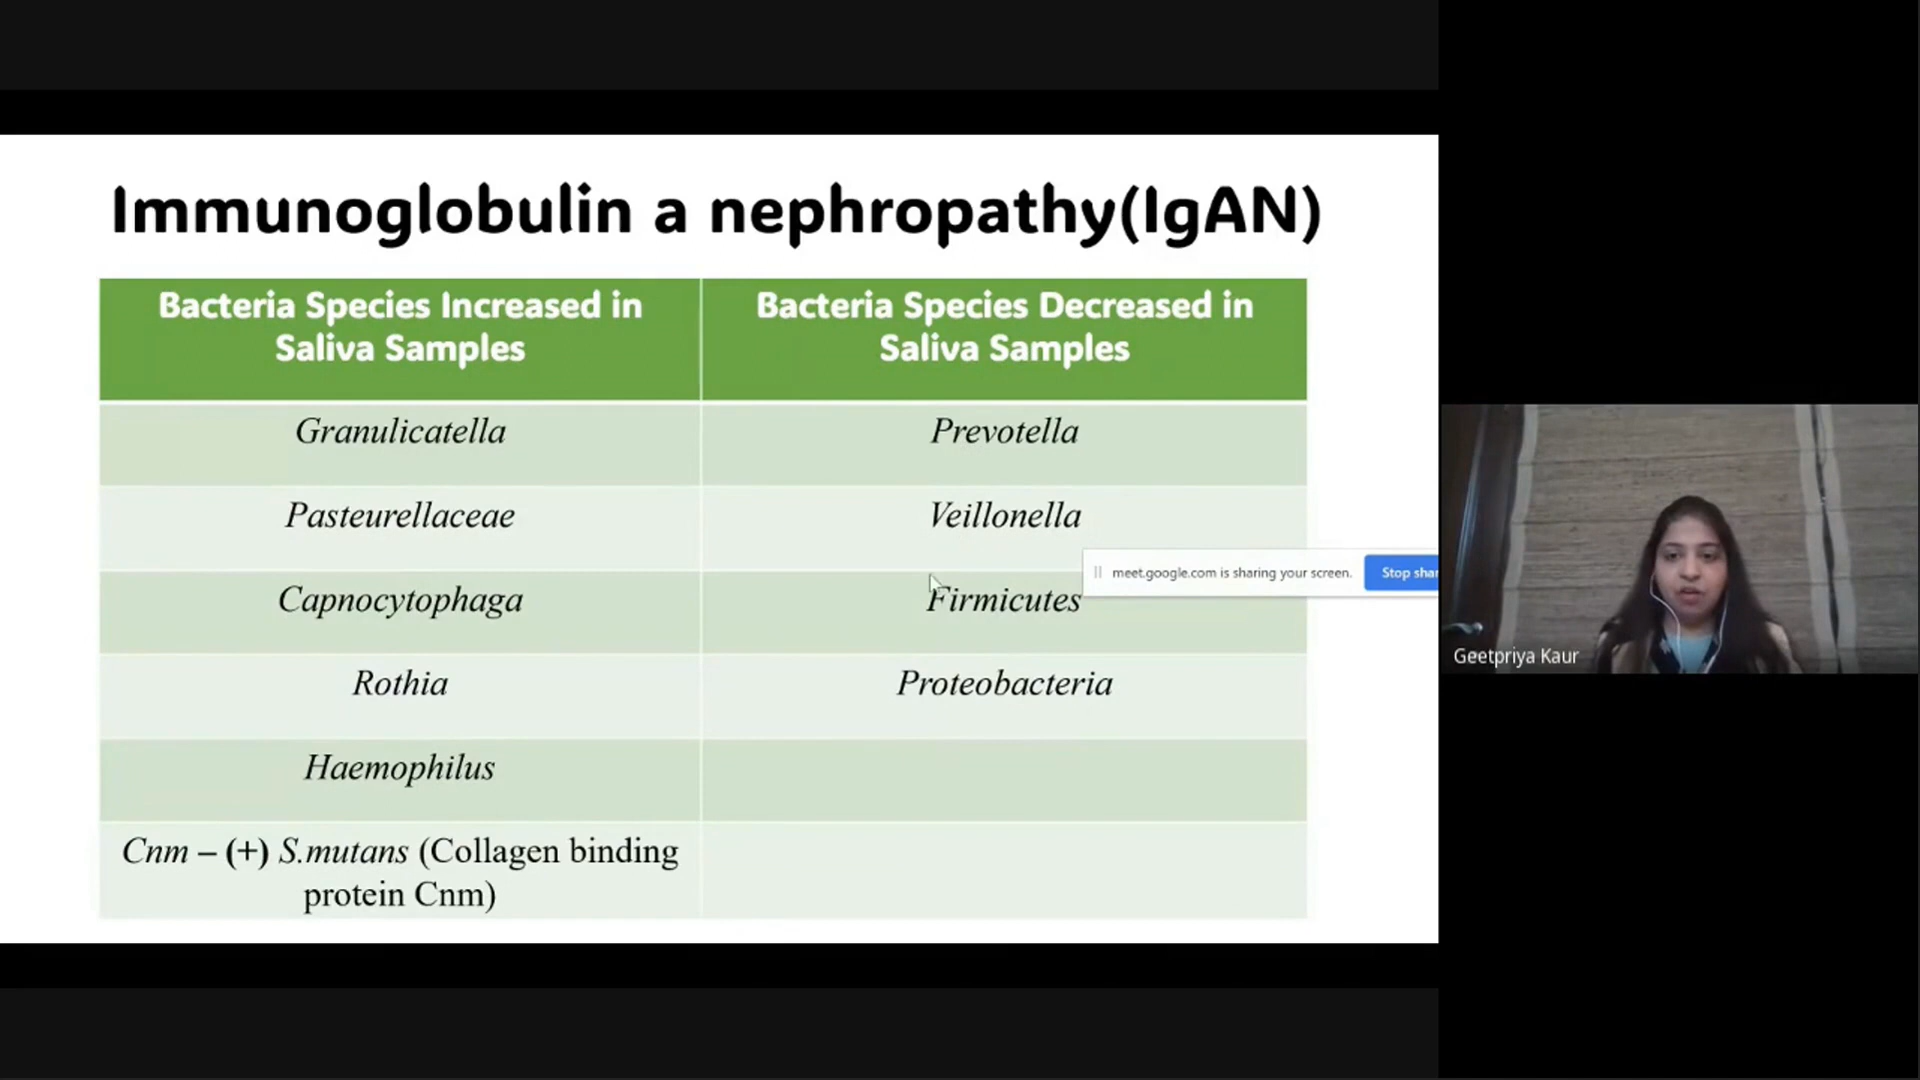 Immunoglobulin a nephropathy(IgAN)
Bacteria Species Increased in
Saliva Samples
Bacteria Species Decreased in
Saliva Samples
Granulicatella
Prevotella
Pasteurellaceae
Veillonella
meet.google.com is sharing your screen.
Stop shar
Capnocytophaga
Firmicutes
Rothia
Proteobacteria
Haemophilus
Cnm – (+) S.mutans (Collagen binding
protein Cnm)
Geetpriya Kaur